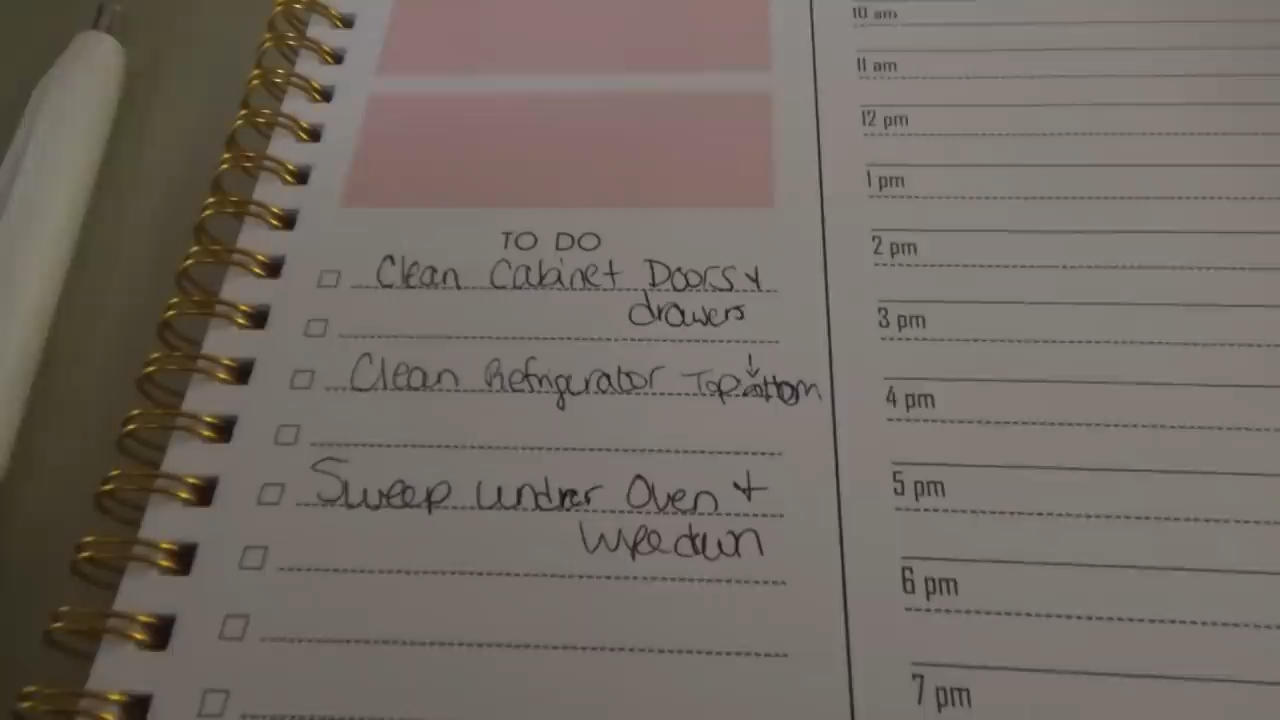 10 am
11 am
12 pm
1 pm
2 pm
3 pm
4 pm
5 pm
6 pm
7 pm
TO DO
Clean Cabinet Doors +
drawers
Clean Refrigerator Top ↓ bottom
Sweep under Oven +
wipe down